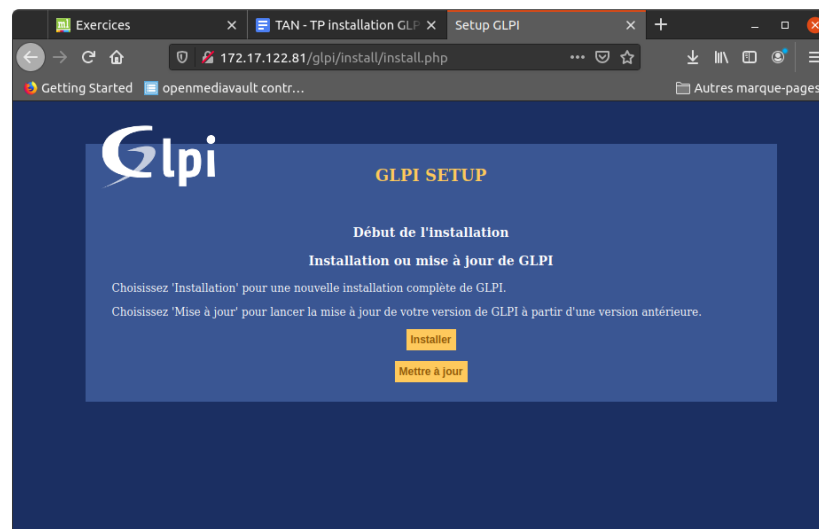 Exercices
TAN - TP installation GLP
Setup GLPI
172.17.122.81/glpi/install/install.php
Getting Started
openmediavault contr...
Autres marque-pages
Glpi
GLPI SETUP
Début de l'installation
Installation ou mise à jour de GLPI
Choisissez 'Installation' pour une nouvelle installation complète de GLPI.
Choisissez 'Mise à jour' pour lancer la mise à jour de votre version de GLPI à partir d'une version antérieure.
Installer
Mettre à jour